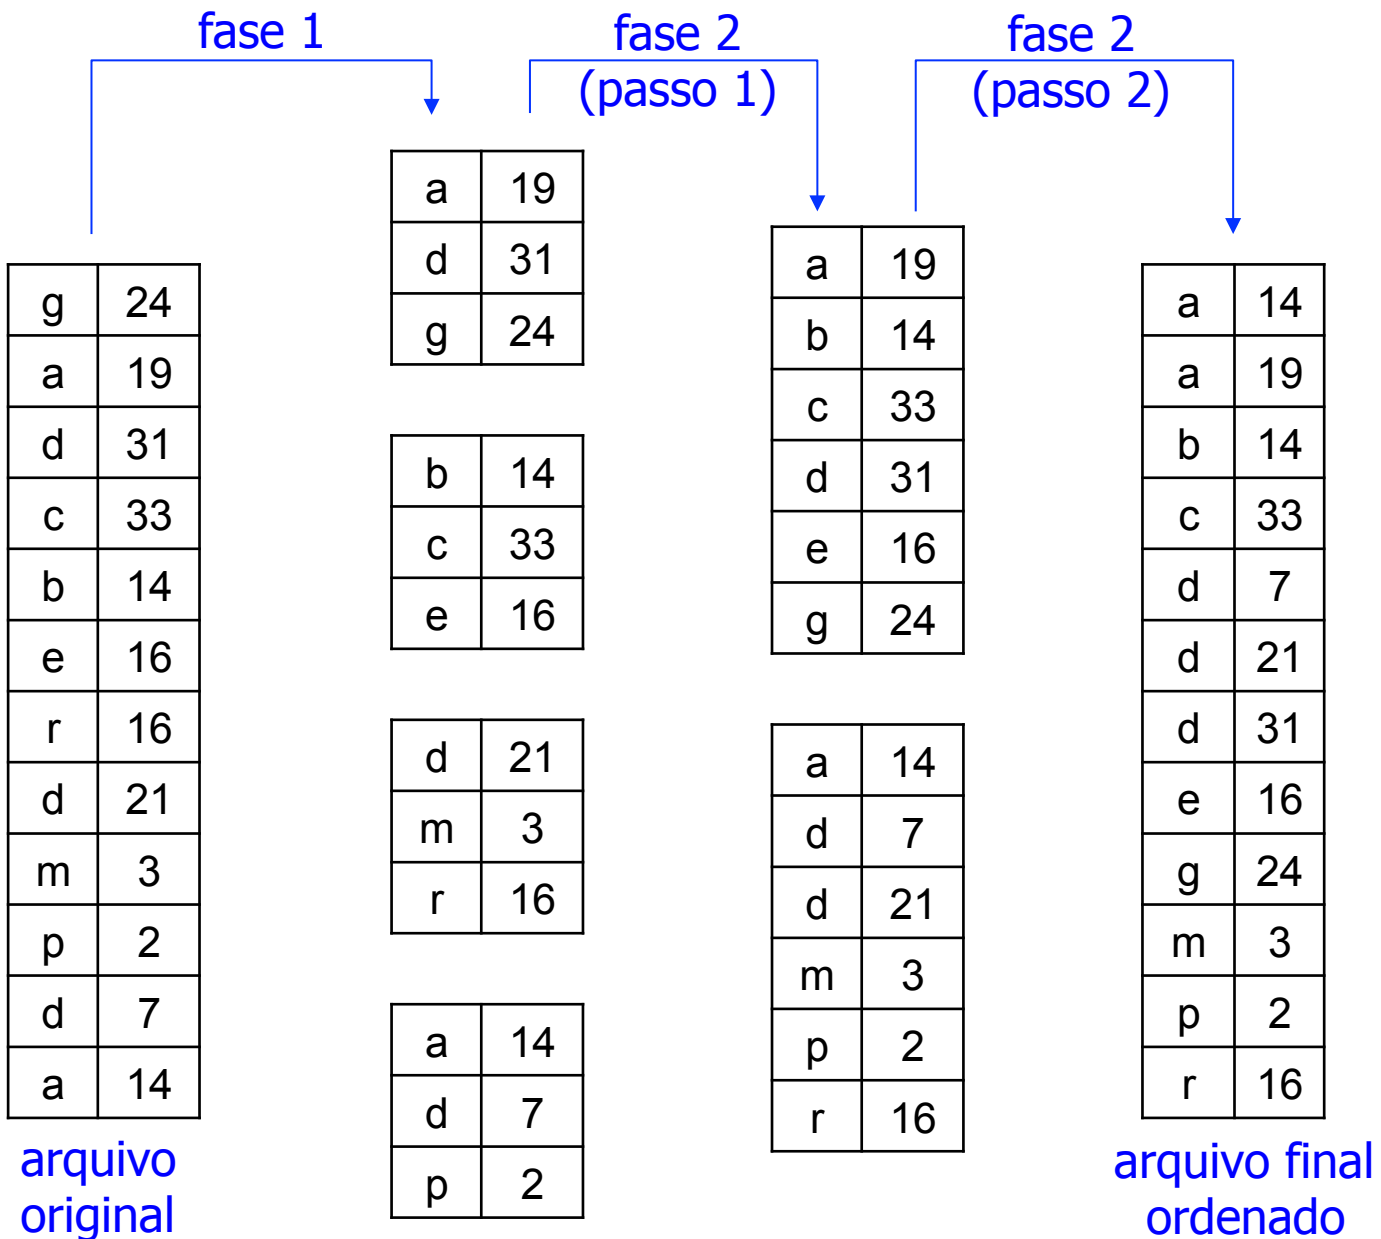 fase 1
fase 2
(passo 1)
fase 2
(passo 2)
g 24
a 19
d 31
c 33
b 14
e 16
r 16
d 21
m 3
p 2
d 7
a 14
arquivo
original
a 19
d 31
g 24
b 14
c 33
e 16
d 21
m 3
r 16
a 14
d 7
p 2
a 19
b 14
c 33
d 31
e 16
g 24
a 14
d 7
d 21
m 3
p 2
r 16
a 14
a 19
b 14
c 33
d 7
d 21
d 31
e 16
g 24
m 3
p 2
r 16
arquivo final
ordenado